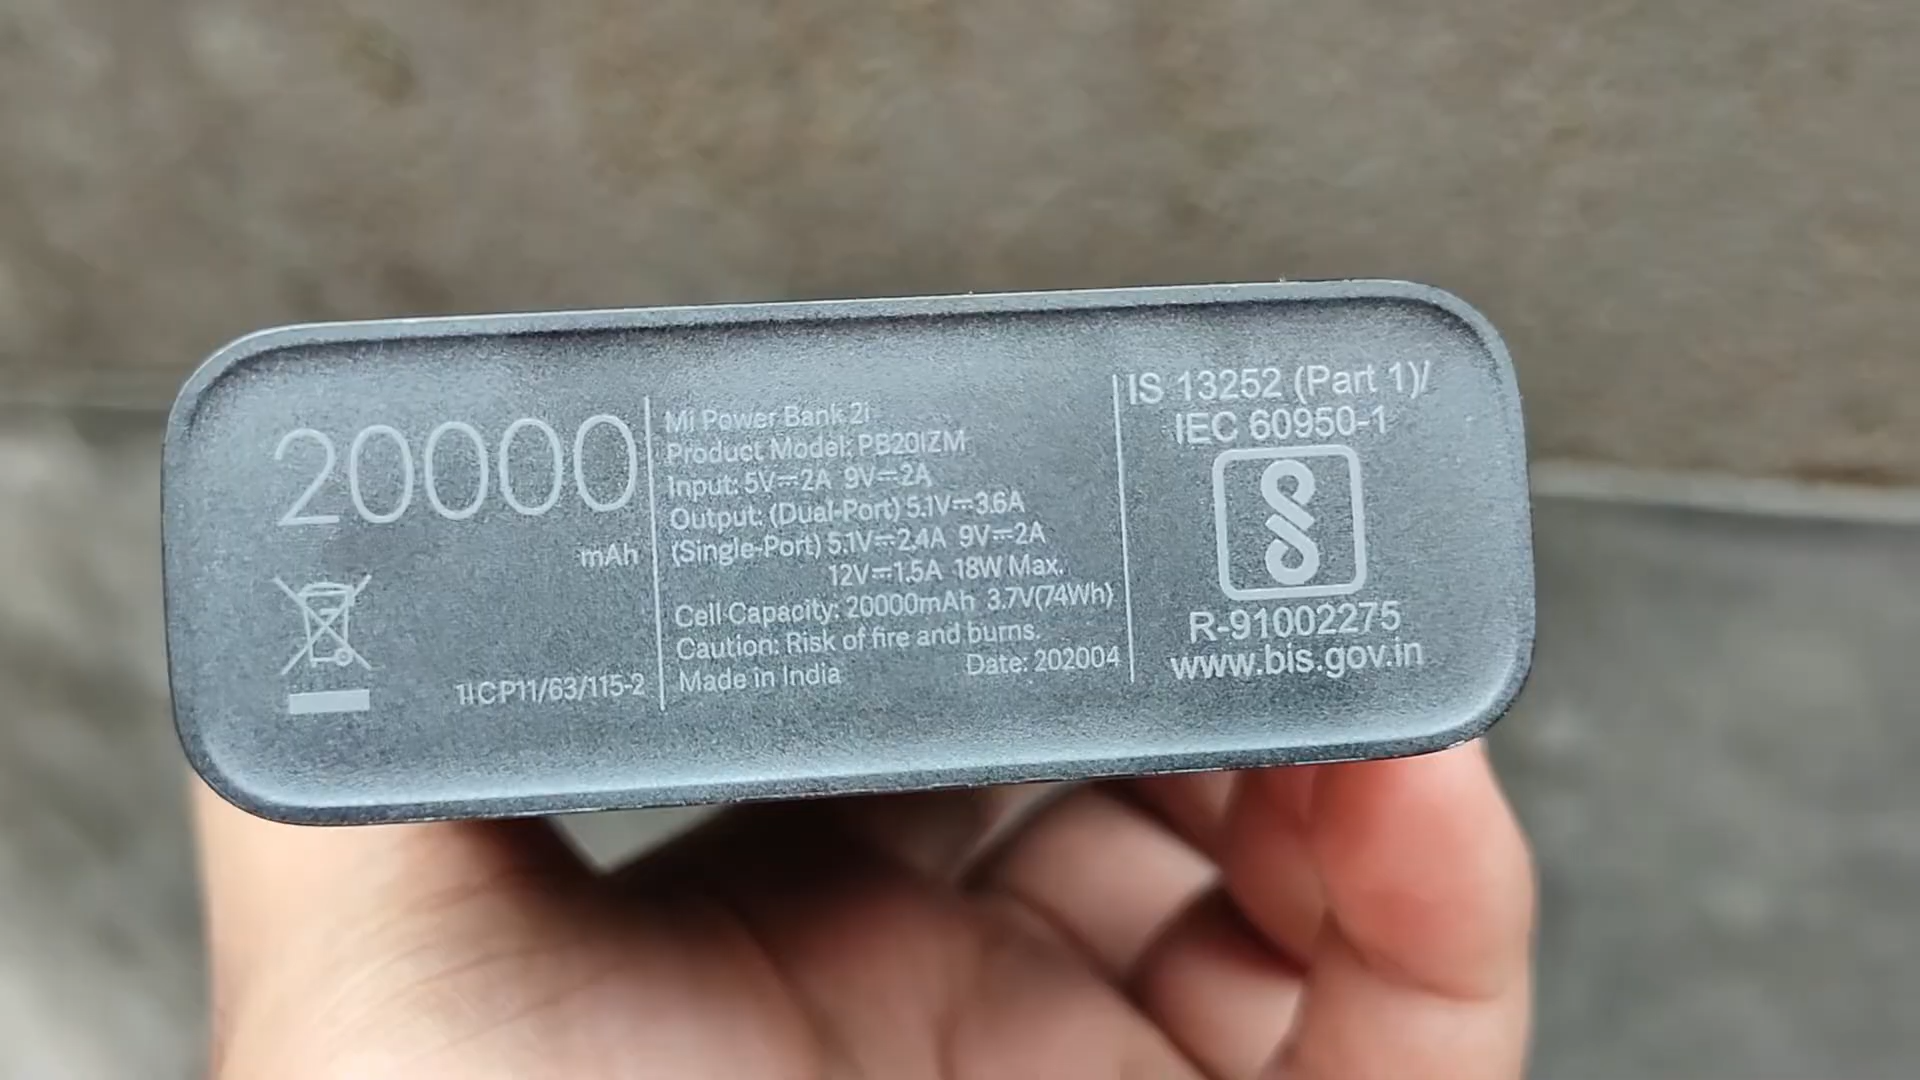 20000
mAh
1ICP11/63/115-2
Mi Power Bank 2i
Product Model: PB20IZM
Input: 5V⎓2A 9V⎓2A
Output: (Dual-Port) 5.1V⎓3.6A
(Single-Port) 5.1V⎓2.4A 9V⎓2A
12V⎓1.5A 18W Max.
Cell Capacity: 20000mAh 3.7V(74Wh)
Caution: Risk of fire and burns.
Made in India Date: 202004
IS 13252 (Part 1)/
IEC 60950-1
R-91002275
www.bis.gov.in